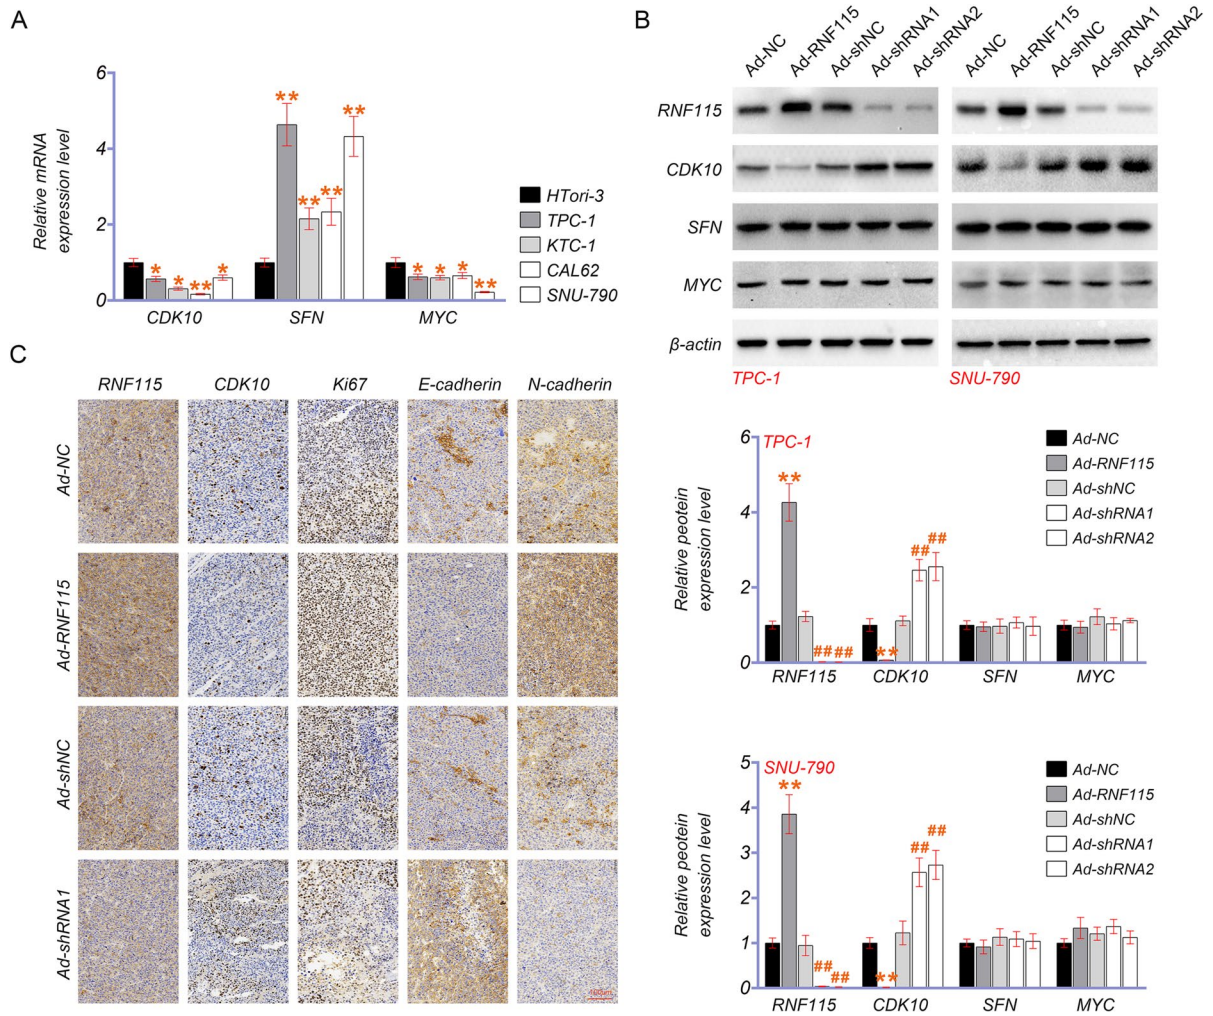 A
6
4
2
0
Relative mRNA
expression level
**
**
**
**
*
*
**
*
*
*
*
**
CDK10 SFN MYC
HTori-3
TPC-1
KTC-1
CAL62
SNU-790
B
Ad-NC Ad-RNF115 Ad-shNC Ad-shRNA1 Ad-shRNA2 Ad-NC Ad-RNF115 Ad-shNC Ad-shRNA1 Ad-shRNA2
RNF115
CDK10
SFN
MYC
β-actin
TPC-1 SNU-790
C
RNF115 CDK10 Ki67 E-cadherin N-cadherin
Ad-NC
Ad-RNF115
Ad-shNC
Ad-shRNA1
100μm
TPC-1
6
4
2
0
Relative peotein
expression level
**
## ##
**
##
##
RNF115 CDK10 SFN MYC
Ad-NC
Ad-RNF115
Ad-shNC
Ad-shRNA1
Ad-shRNA2
SNU-790
5
4
3
2
1
0
Relative peotein
expression level
**
##
##
**
##
##
RNF115 CDK10 SFN MYC
Ad-NC
Ad-RNF115
Ad-shNC
Ad-shRNA1
Ad-shRNA2